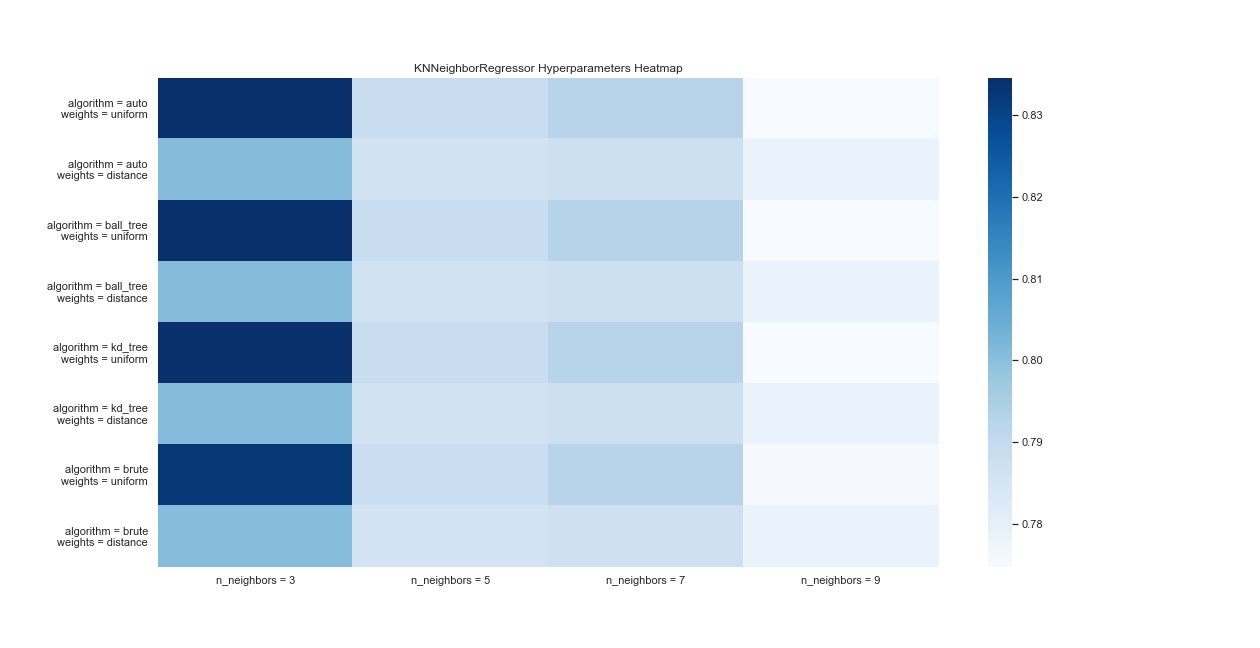 KNNeighborRegressor Hyperparameters Heatmap
algorithm = auto
weights = uniform
algorithm = auto
weights = distance
algorithm = ball_tree
weights = uniform
algorithm = ball_tree
weights = distance
algorithm = kd_tree
weights = uniform
algorithm = kd_tree
weights = distance
algorithm = brute
weights = uniform
algorithm = brute
weights = distance
n_neighbors = 3
n_neighbors = 5
n_neighbors = 7
n_neighbors = 9
0.83
0.82
0.81
0.80
0.79
0.78